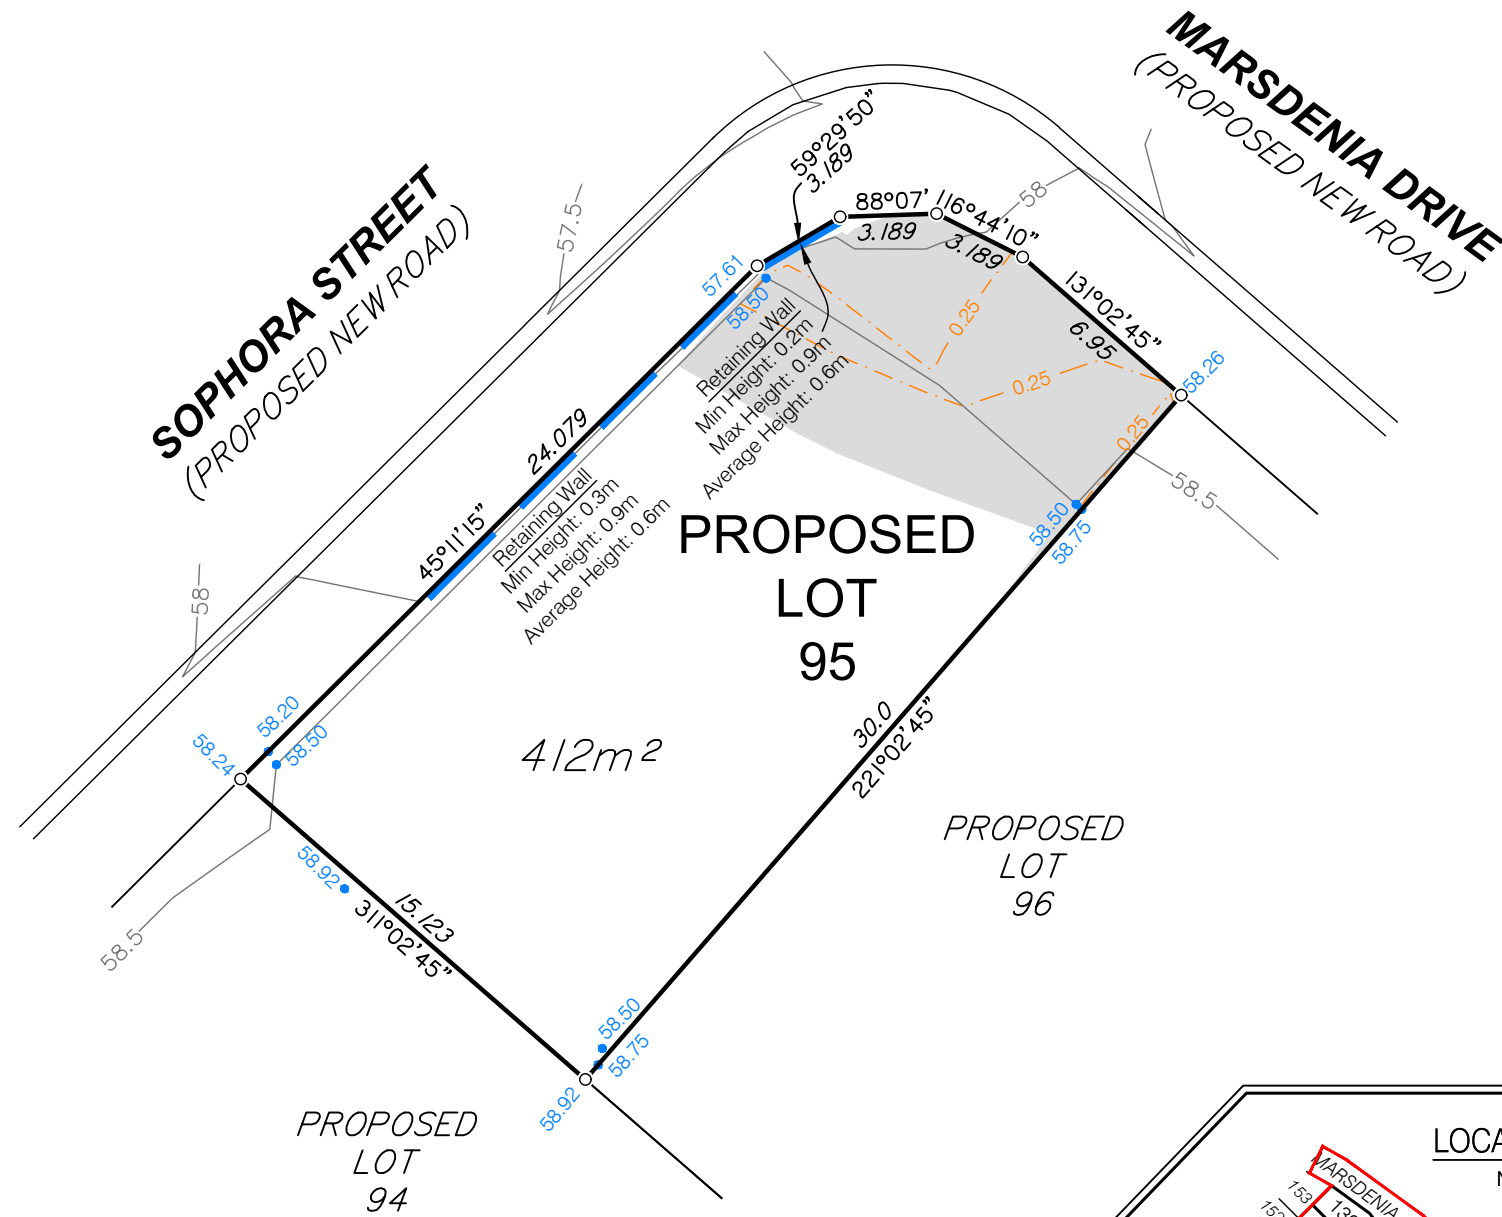 MARSDENIA DRIVE
(PROPOSED NEW ROAD)
SOPHORA STREET
(PROPOSED NEW ROAD)
57.5
58
59°29'50"
3.189
88°07'
3.189
116°44'10"
3.189
58
131°02'45"
6.95
57.61
58.50
0.25
0.25
0.25
58.26
58.5
Retaining Wall
Min Height: 0.2m
Max Height: 0.9m
Average Height: 0.6m
24.079
45°11'15"
Retaining Wall
Min Height: 0.3m
Max Height: 0.9m
Average Height: 0.6m
58.50
58.75
PROPOSED
LOT
95
412m²
58.20
58.50
58.24
30.0
221°02'45"
58.92
15.123
311°02'45"
58.5
PROPOSED
LOT
96
58.50
58.75
58.92
PROPOSED
LOT
94
LOCA
N
MARSDENIA
153
152